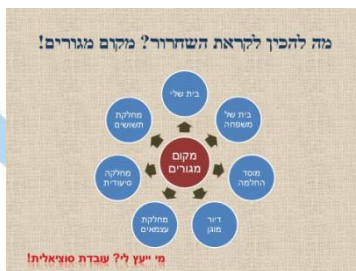 מה להכין לקראת השחרור? מקום מגורים!
בית שלי
בית של
משפחה
מוסד
החלמה
דיור
מוגן
מחלקת
עצמאים
מחלקה
סיעודית
מחלקת
תשושים
מקום
מגורים
מי ייעץ לי? עובדת סוציאלית!